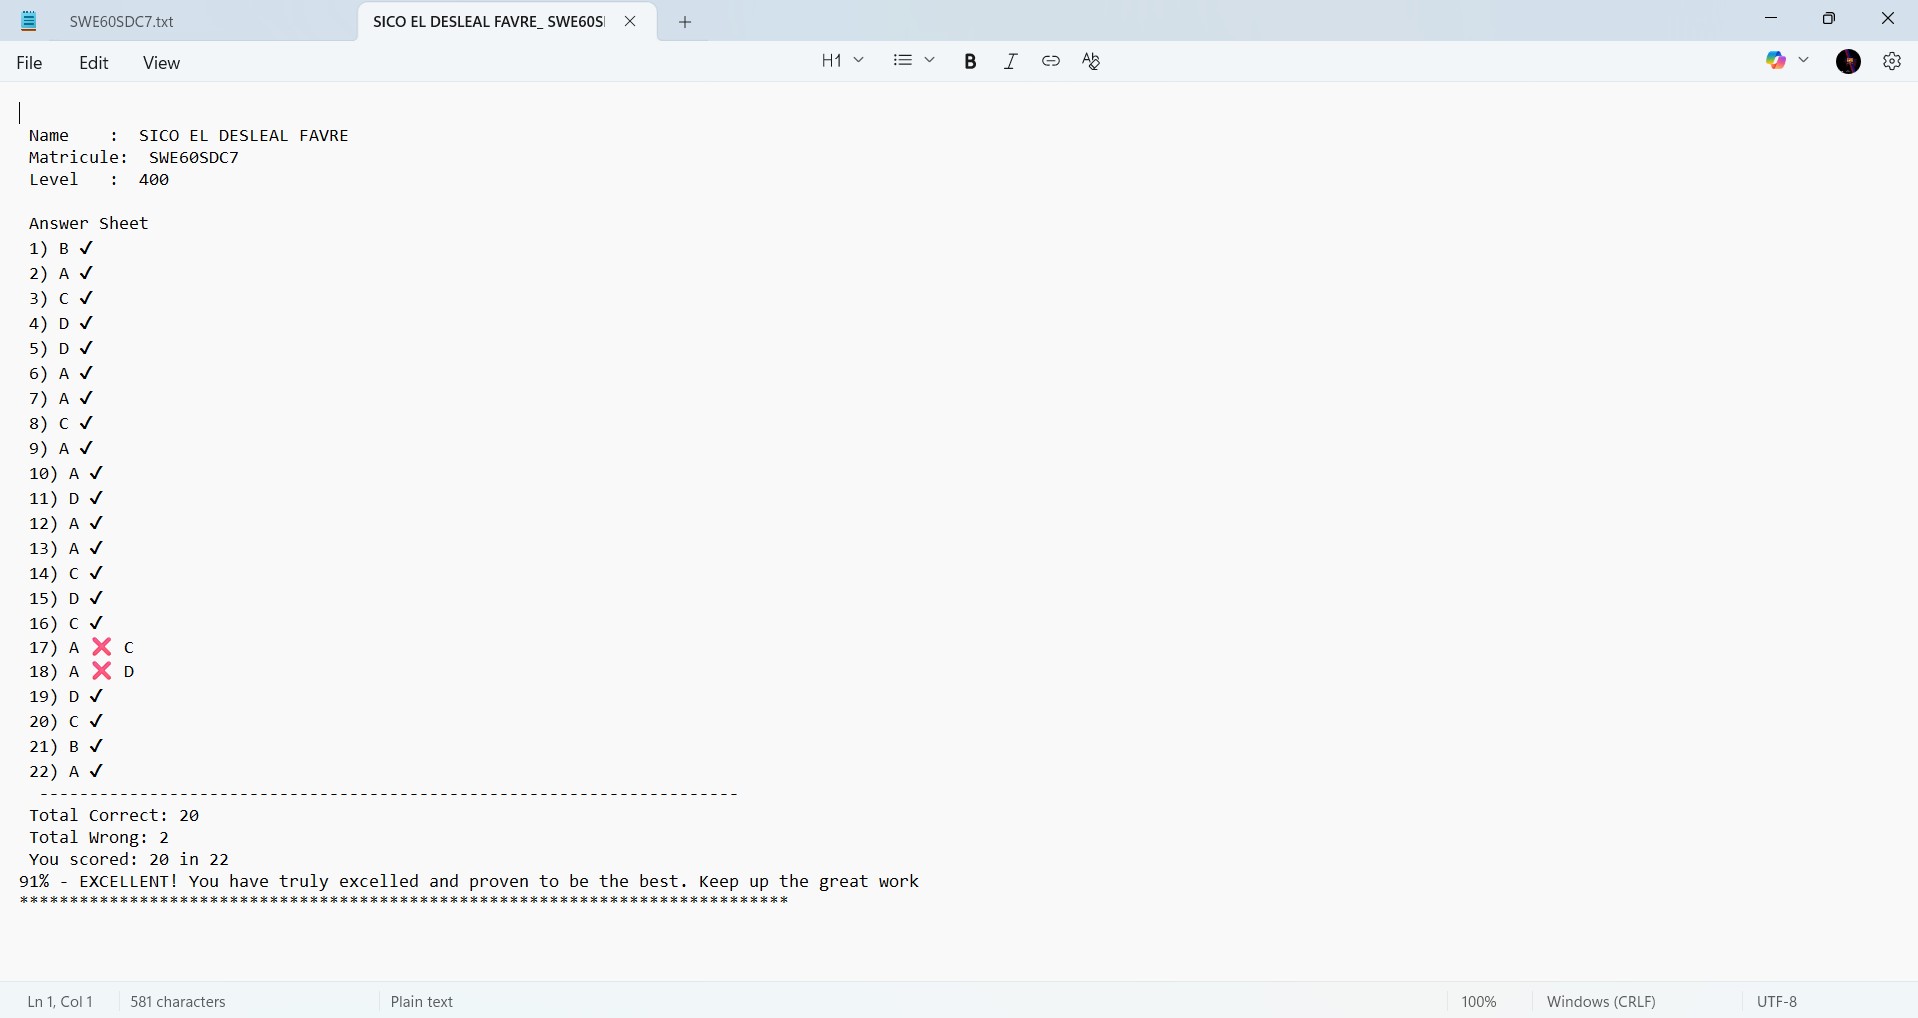 SWE60SDC7.txt
SICO EL DESLEAL FAVRE_ SWE60S
File Edit View
H1
Name : SICO EL DESLEAL FAVRE
Matricule: SWE60SDC7
Level : 400
Answer Sheet
1) B ✓
2) A ✓
3) C ✓
4) D ✓
5) D ✓
6) A ✓
7) A ✓
8) C ✓
9) A ✓
10) A ✓
11) D ✓
12) A ✓
13) A ✓
14) C ✓
15) D ✓
16) C ✓
17) A ❌ C
18) A ❌ D
19) D ✓
20) C ✓
21) B ✓
22) A ✓
----------------------------------------------------------------------
Total Correct: 20
Total Wrong: 2
You scored: 20 in 22
91% - EXCELLENT! You have truly excelled and proven to be the best. Keep up the great work
*****************************************************************************
Ln 1, Col 1 581 characters Plain text 100% Windows (CRLF) UTF-8